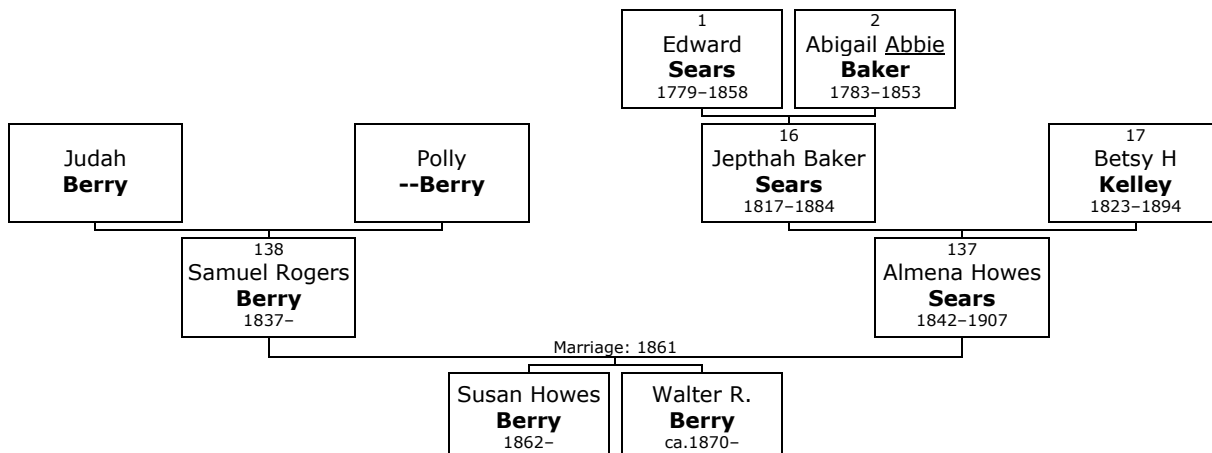 1
Edward
Sears
1779–1858
2
Abigail Abbie
Baker
1783–1853
Judah
Berry
Polly
--Berry
16
Jepthah Baker
Sears
1817–1884
17
Betsy H
Kelley
1823–1894
138
Samuel Rogers
Berry
1837–
137
Almena Howes
Sears
1842–1907
Marriage: 1861
Susan Howes
Berry
1862–
Walter R.
Berry
ca.1870–